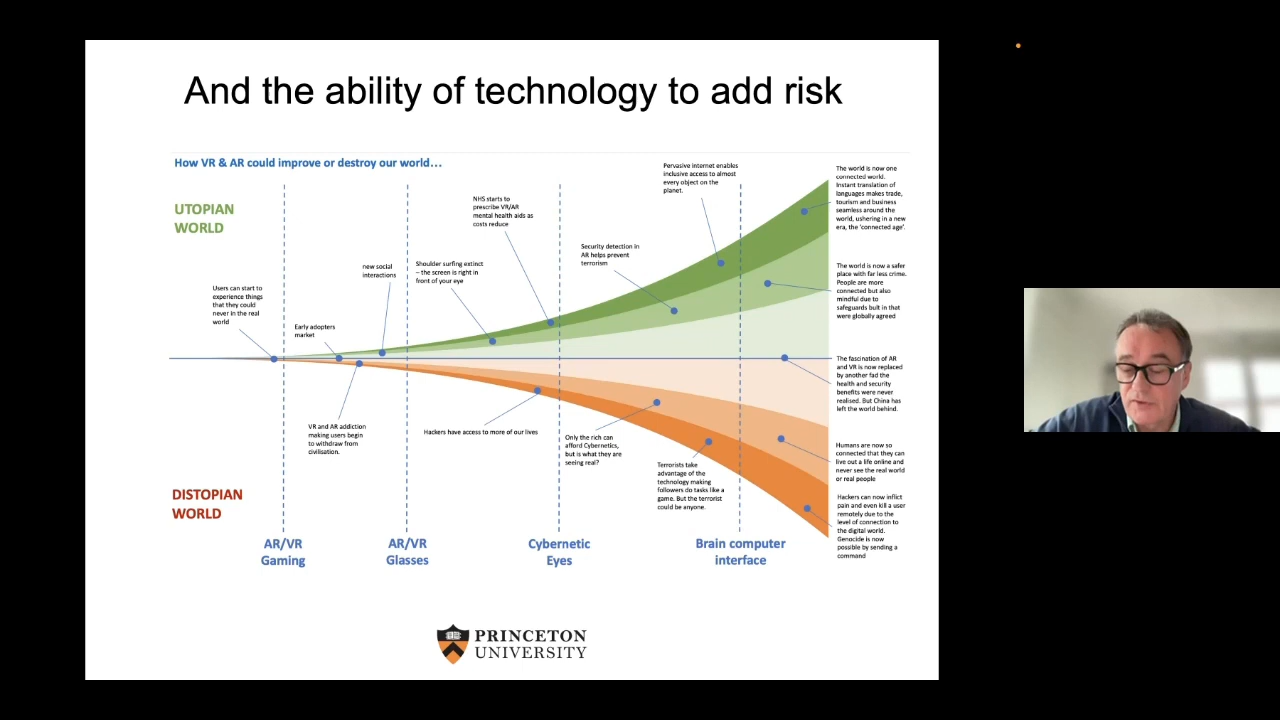 And the ability of technology to add risk
How VR & AR could improve or destroy our world...
UTOPIAN
WORLD
Users can start to
experience things
that they could
never in the real
world
Early adopters
market
new social
interactions
Shoulder surfing extinct
– the screen is right in
front of your eye
NHS starts to
prescribe VR/AR
mental health aids as
costs reduce
Security detection in
AR helps prevent
terrorism
Pervasive internet enables
inclusive access to almost
every object on the
planet.
The world is now one
connected world.
Instant translation of
languages makes trade,
tourism and business
seamless around the
world, ushering in a new
era, the 'connected age'.
The world is now a safer
place with far less crime.
People are more
connected but also
mindful due to
safeguards built in that
were globally agreed
The fascination of AR
and VR is now replaced
by another fad the
health and security
benefits were never
realised. But China has
left the world behind.
VR and AR addiction
making users begin
to withdraw from
civilisation.
Hackers have access to more of our lives
Only the rich can
afford Cybernetics,
but is what they are
seeing real?
Terrorists take
advantage of the
technology making
followers do tasks like a
game. But the terrorist
could be anyone.
Humans are now so
connected that they can
live out a life online and
never see the real world
or real people
Hackers can now inflict
pain and even kill a user
remotely due to the
level of connection to
the digital world.
Genocide is now
possible by sending a
command
DISTOPIAN
WORLD
AR/VR
Gaming
AR/VR
Glasses
Cybernetic
Eyes
Brain computer
interface
PRINCETON
UNIVERSITY